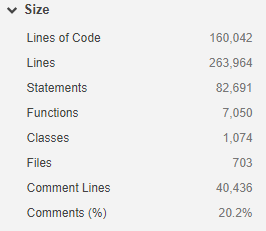 Size
Lines of Code 160,042
Lines 263,964
Statements 82,691
Functions 7,050
Classes 1,074
Files 703
Comment Lines 40,436
Comments (%) 20.2%